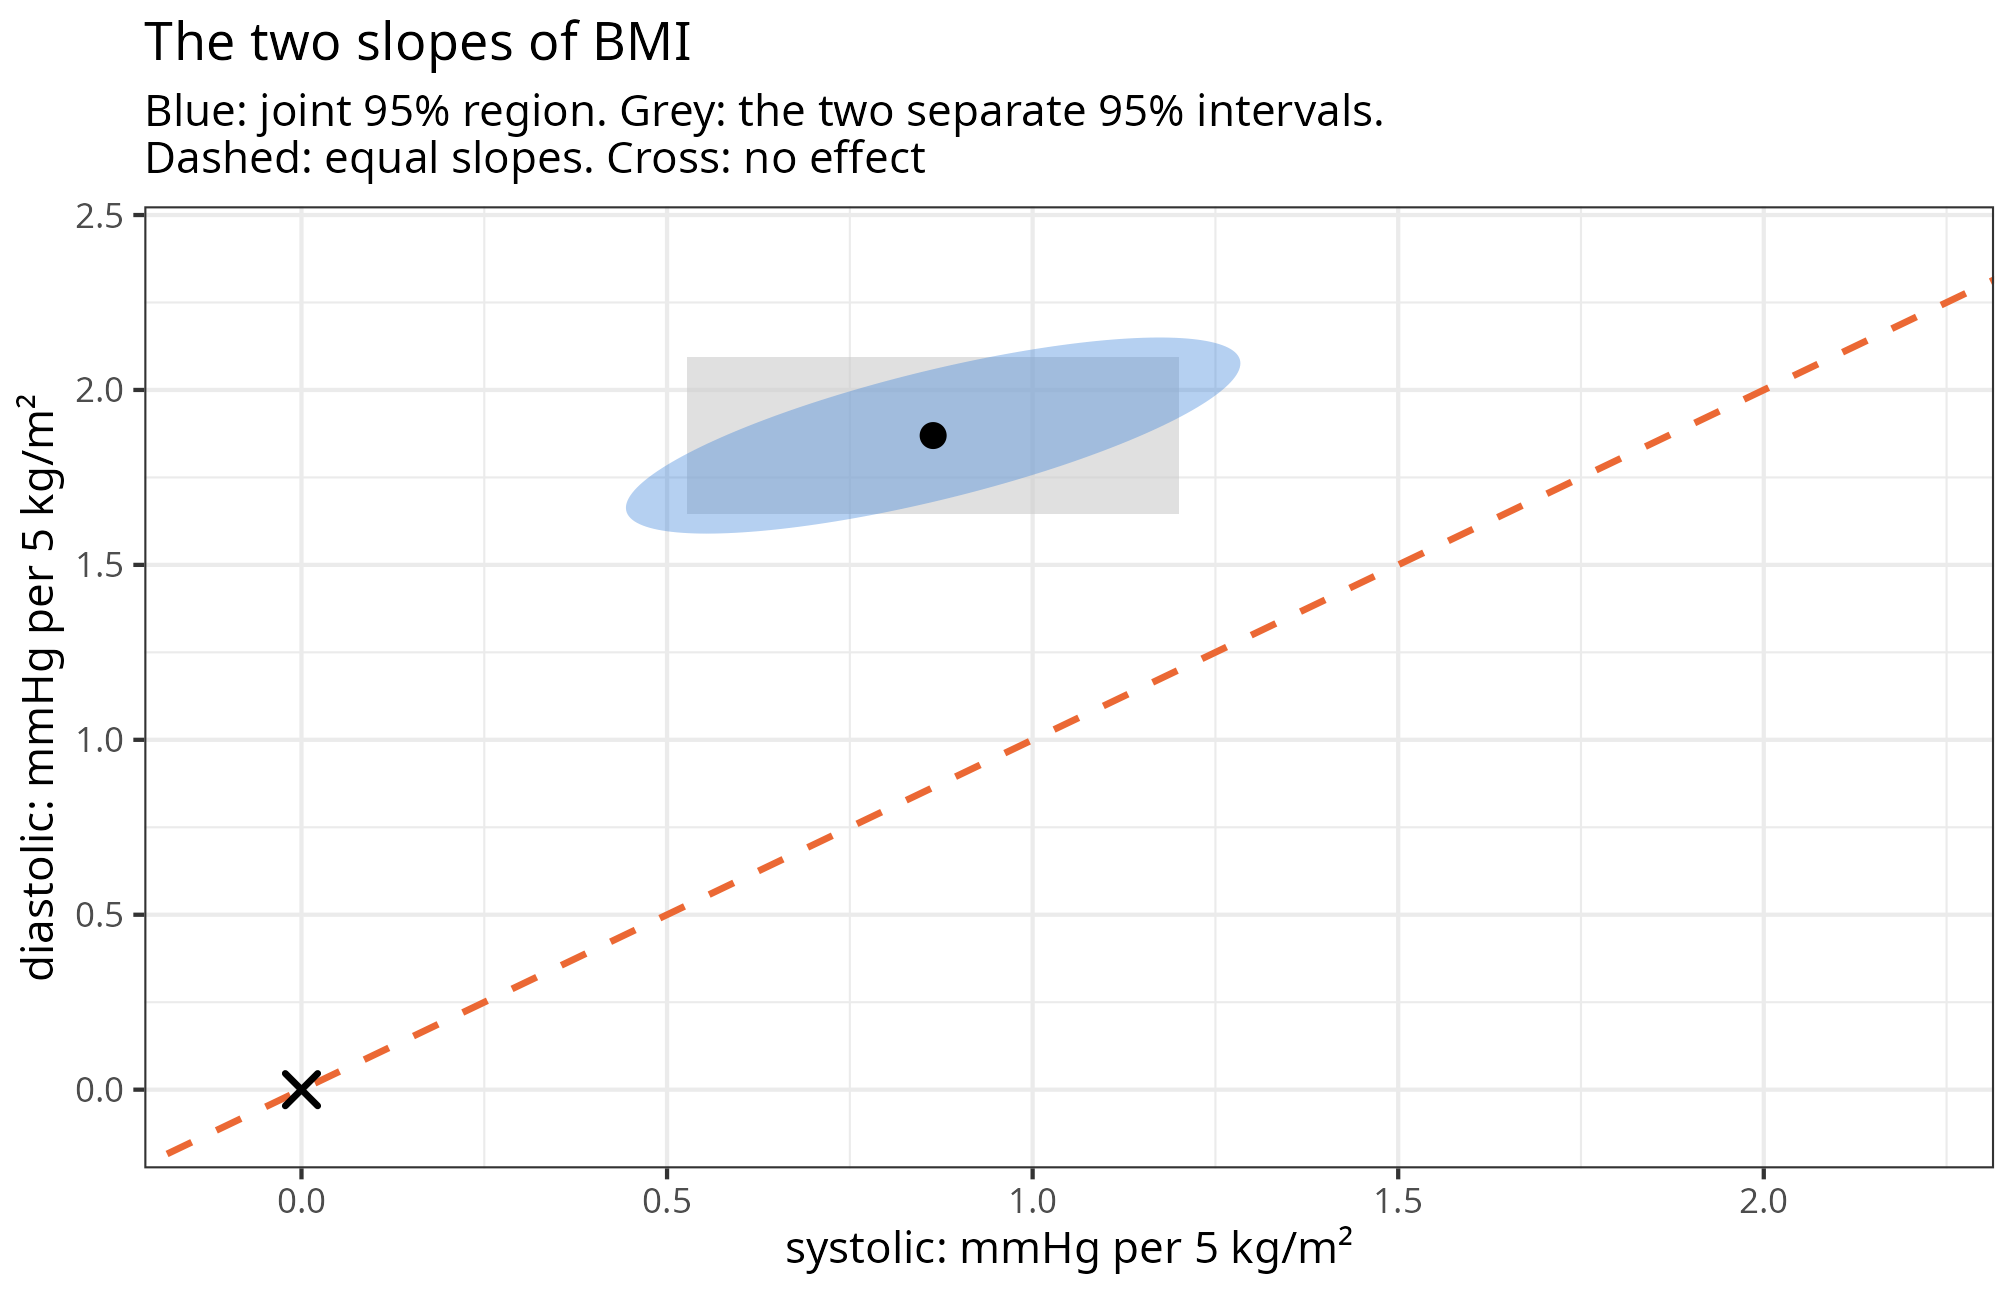 The two slopes of BMI
Blue: joint 95% region. Grey: the two separate 95% intervals.
Dashed: equal slopes. Cross: no effect
2.5
2.0
1.5
1.0
0.5
0.0
diastolic: mmHg per 5 kg/m²
0.0 0.5 1.0 1.5 2.0
systolic: mmHg per 5 kg/m²